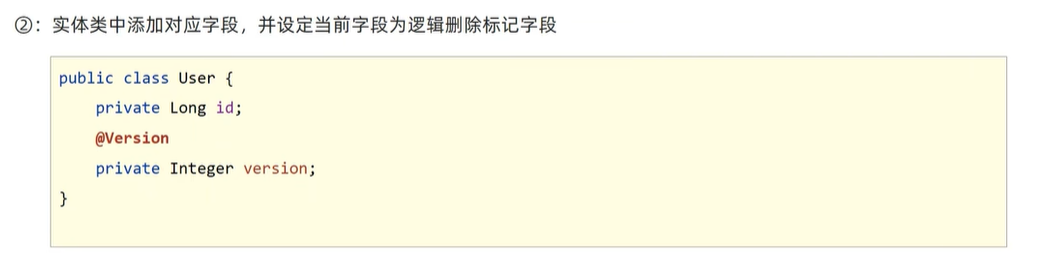 ②：实体类中添加对应字段，并设定当前字段为逻辑删除标记字段
public class User {
    private Long id;
    @Version
    private Integer version;
}